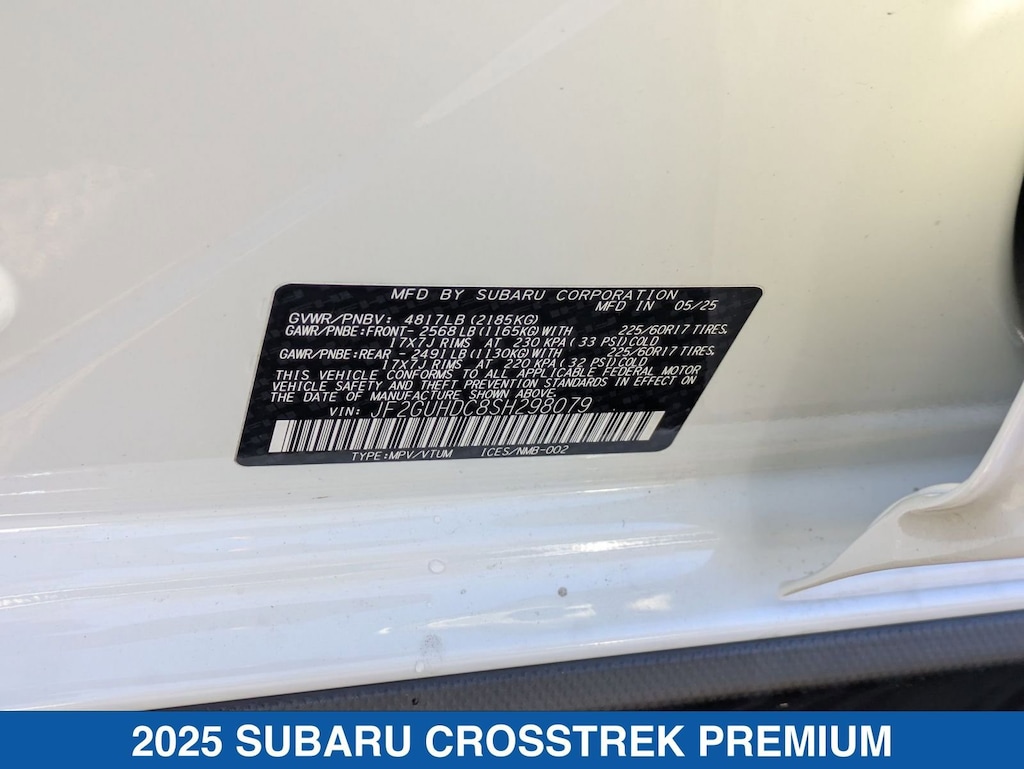 MFD BY SUBARU CORPORATION
MFD IN 05/25
GVWR/PNBV: 4817LB (2185KG)
GAWR/PNBE:FRONT- 2568LB (1165KG) WITH 225/60R17 TIRES.
17X7J RIMS AT 230 KPA (33 PSI) COLD
GAWR/PNBE:REAR - 2491LB (1130KG) WITH 225/60R17 TIRES.
17X7J RIMS AT 220 KPA (32 PSI) COLD
THIS VEHICLE CONFORMS TO ALL APPLICABLE FEDERAL MOTOR
VEHICLE SAFETY AND THEFT PREVENTION STANDARDS IN EFFECT ON
THE DATE OF MANUFACTURE SHOWN ABOVE.
VIN: JF2GUHDC8SH298079
TYPE:MPV/VTUM ICES/NMB-002
2025 SUBARU CROSSTREK PREMIUM